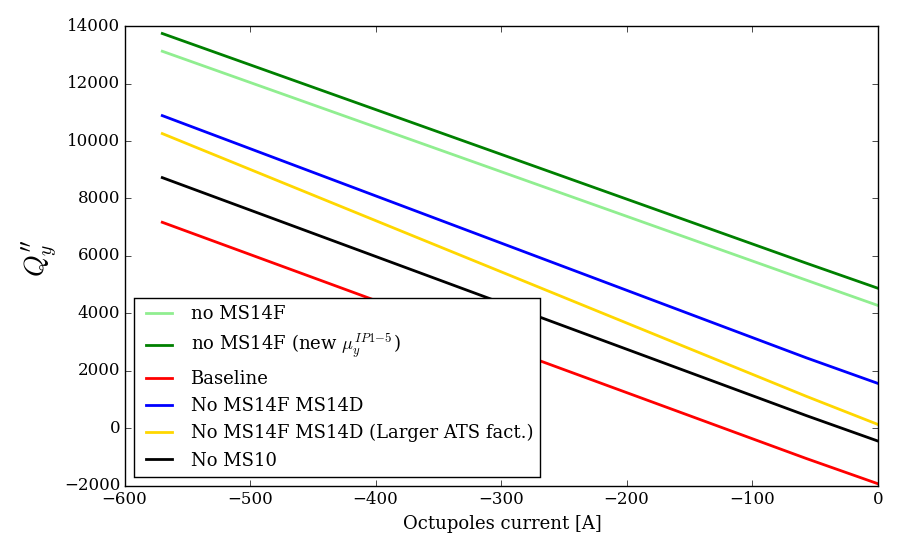 14000
12000
10000
8000
6000
4000
2000
0
−2000
Q''y
no MS14F
no MS14F (new μ_y^{IP1−5})
Baseline
No MS14F MS14D
No MS14F MS14D (Larger ATS fact.)
No MS10
−600 −500 −400 −300 −200 −100 0
Octupoles current [A]